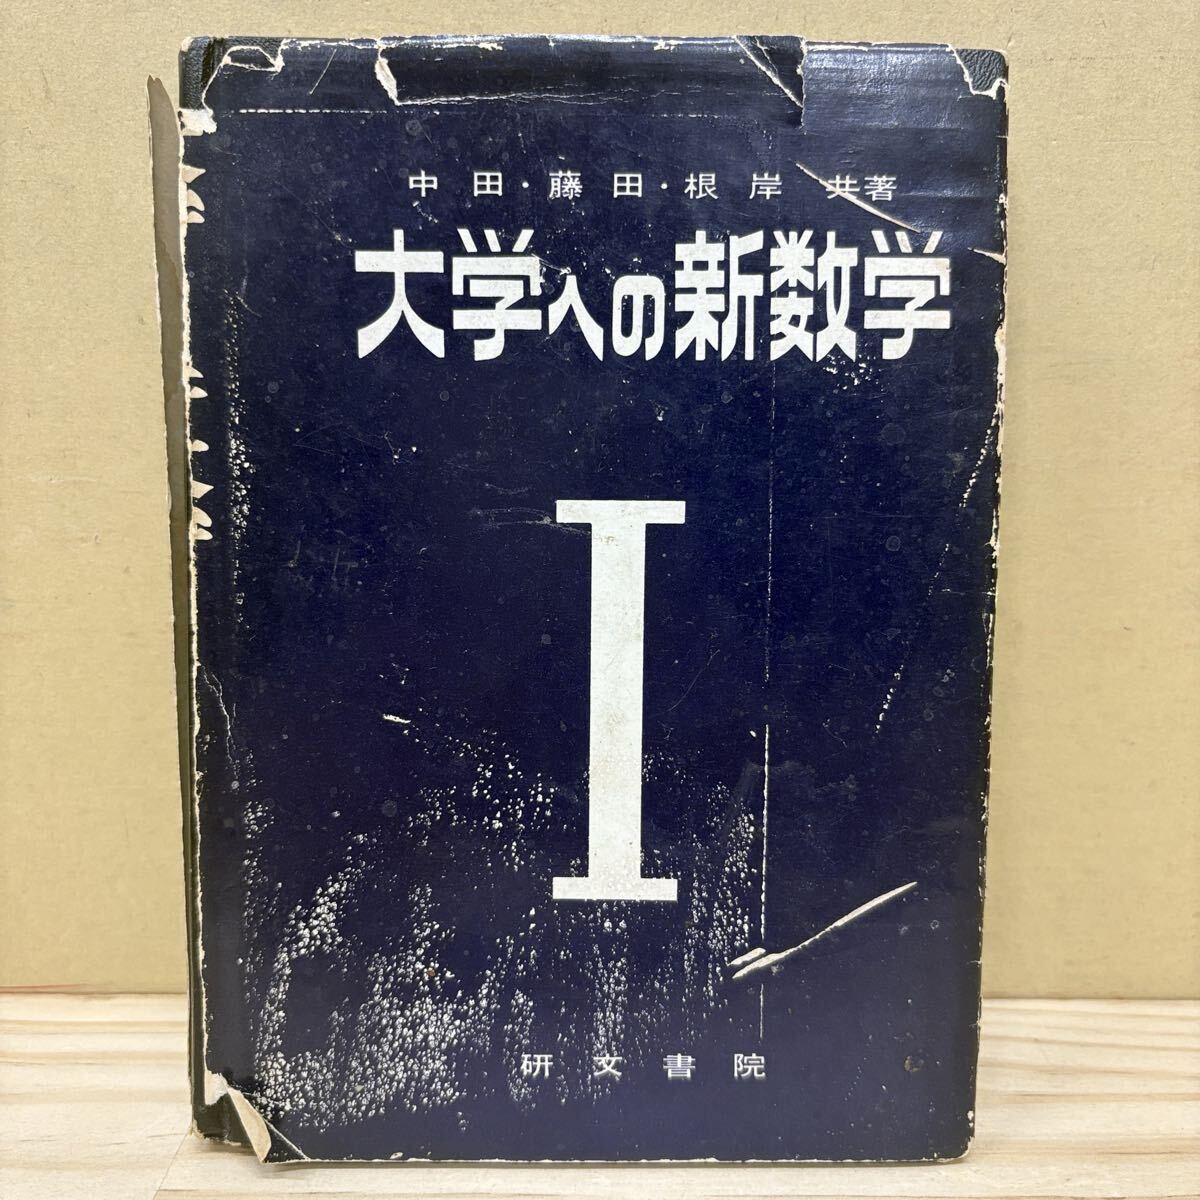 中田・藤田・根岸 共著
大学への新数学
I
研文書院